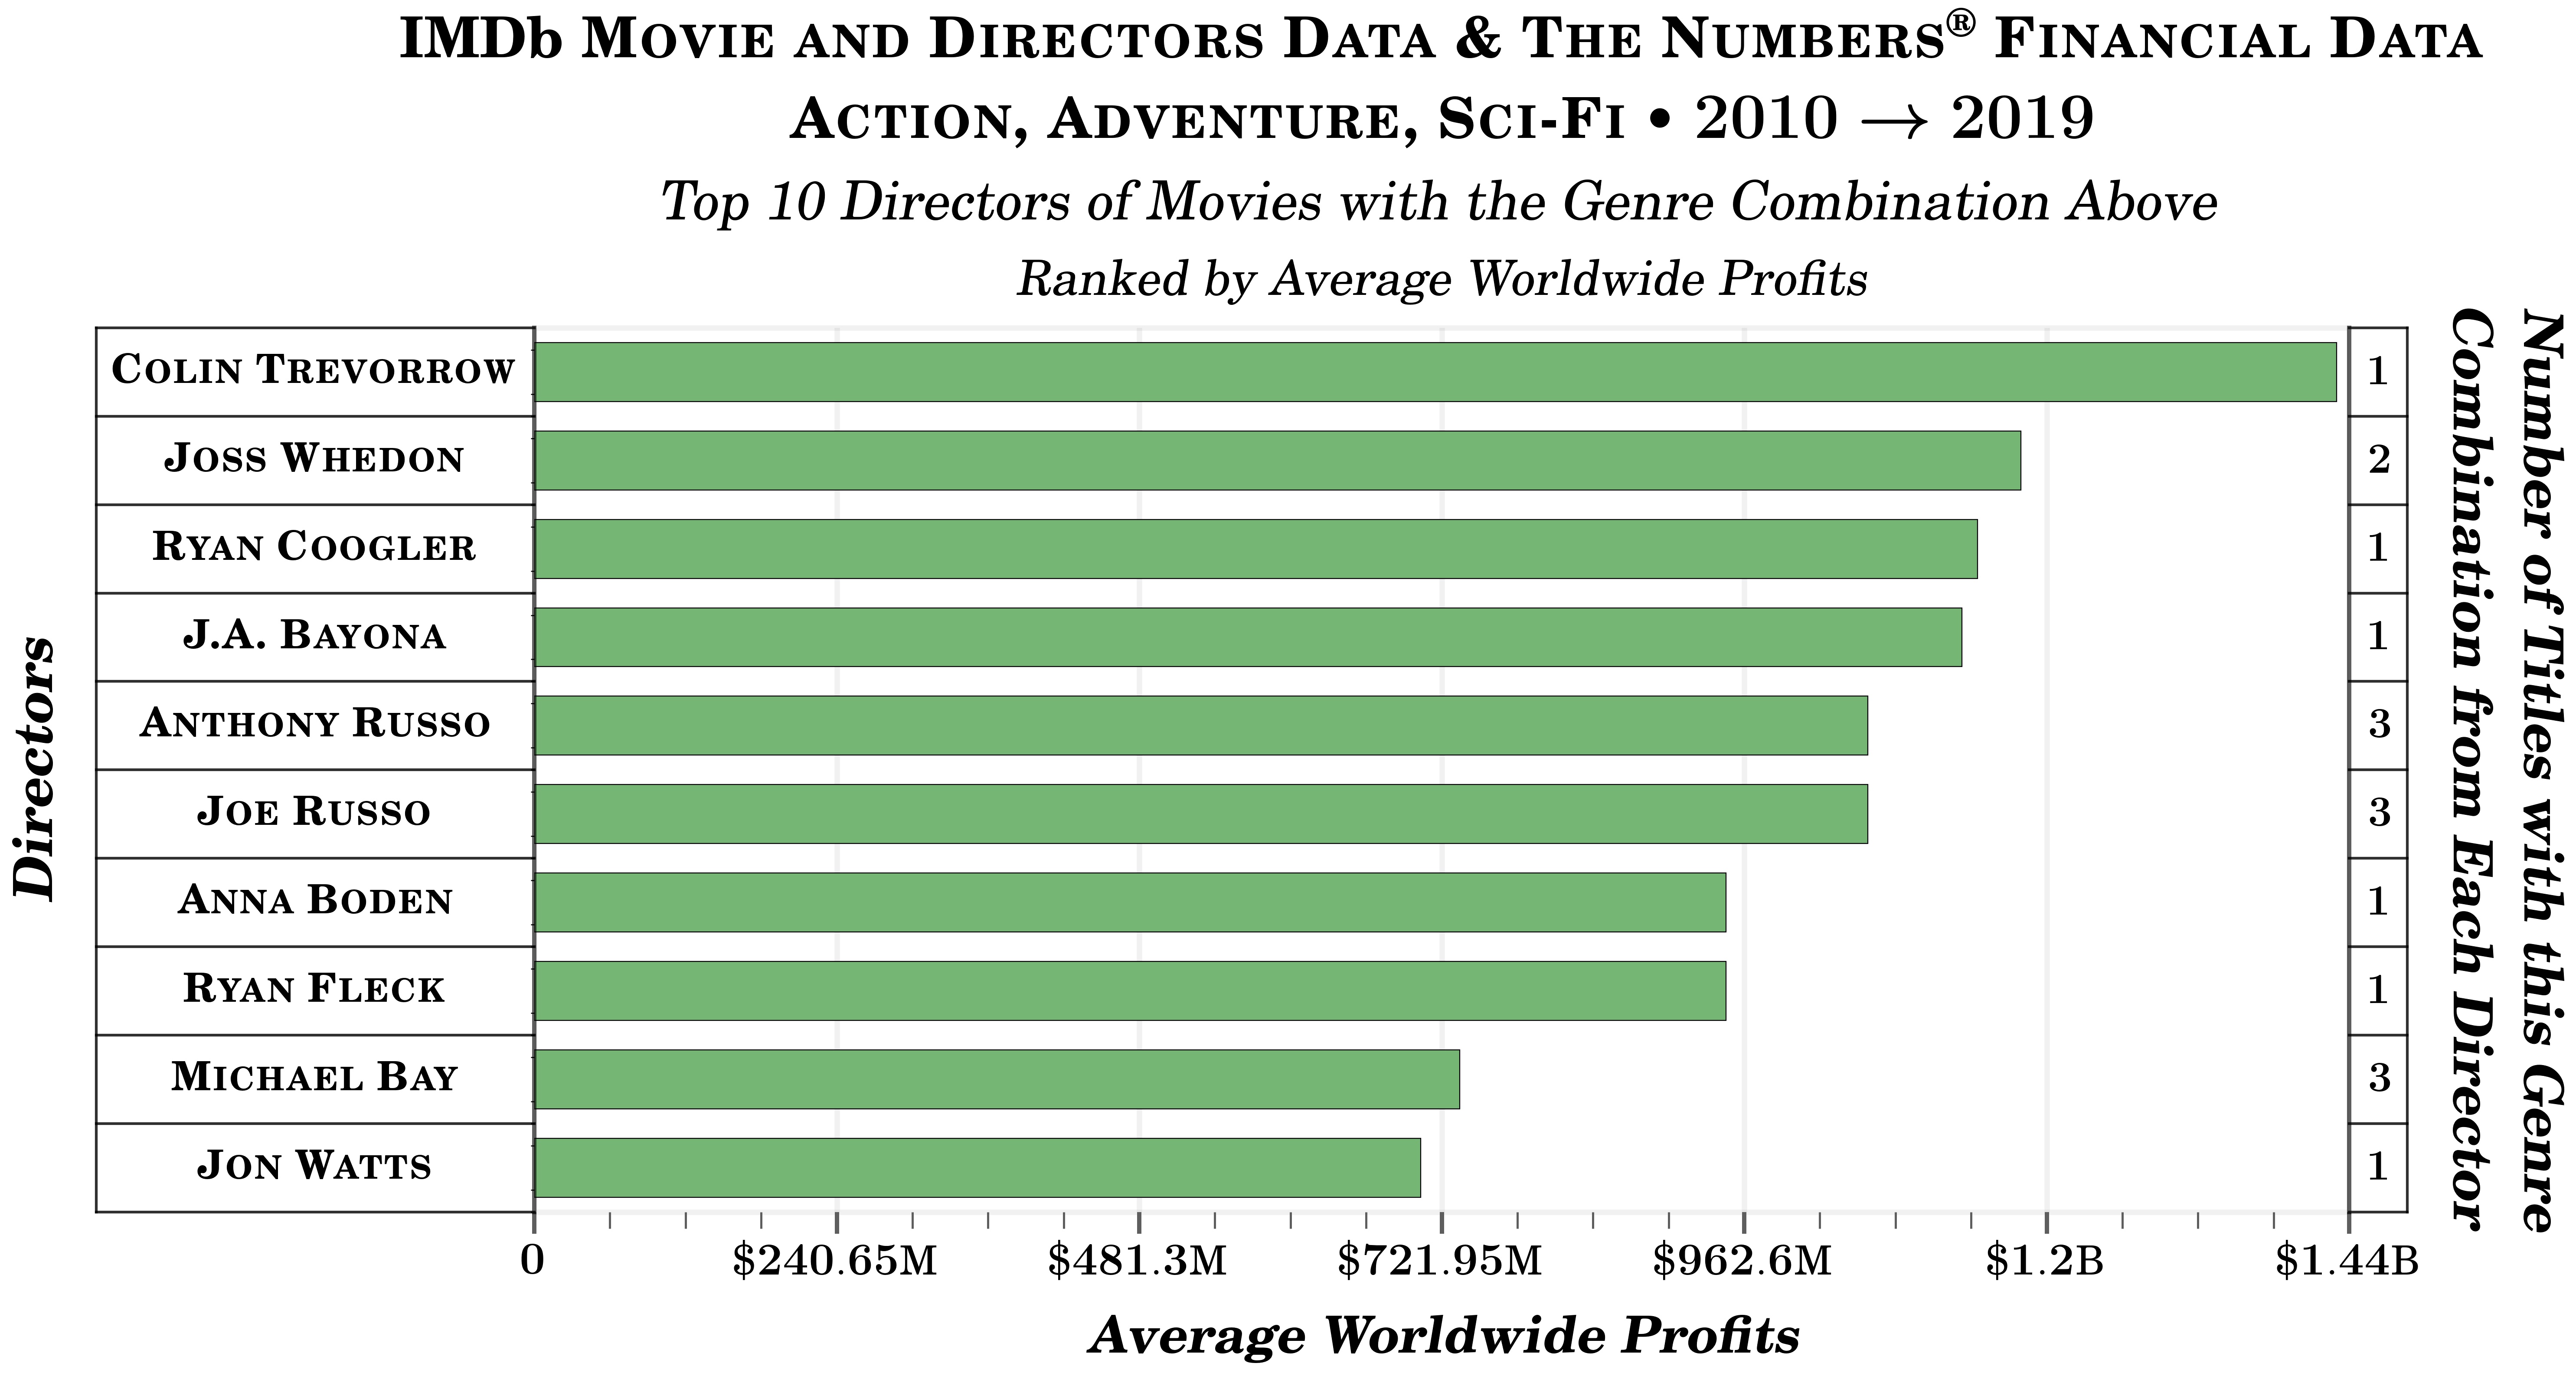 IMDb Movie and Directors Data & The Numbers® Financial Data
Action, Adventure, Sci-Fi • 2010 → 2019
Top 10 Directors of Movies with the Genre Combination Above
Ranked by Average Worldwide Profits
Directors
Colin Trevorrow 1
Joss Whedon 2
Ryan Coogler 1
J.A. Bayona 1
Anthony Russo 3
Joe Russo 3
Anna Boden 1
Ryan Fleck 1
Michael Bay 3
Jon Watts 1
0 $240.65M $481.3M $721.95M $962.6M $1.2B $1.44B
Average Worldwide Profits
Number of Titles with this Genre
Combination from Each Director